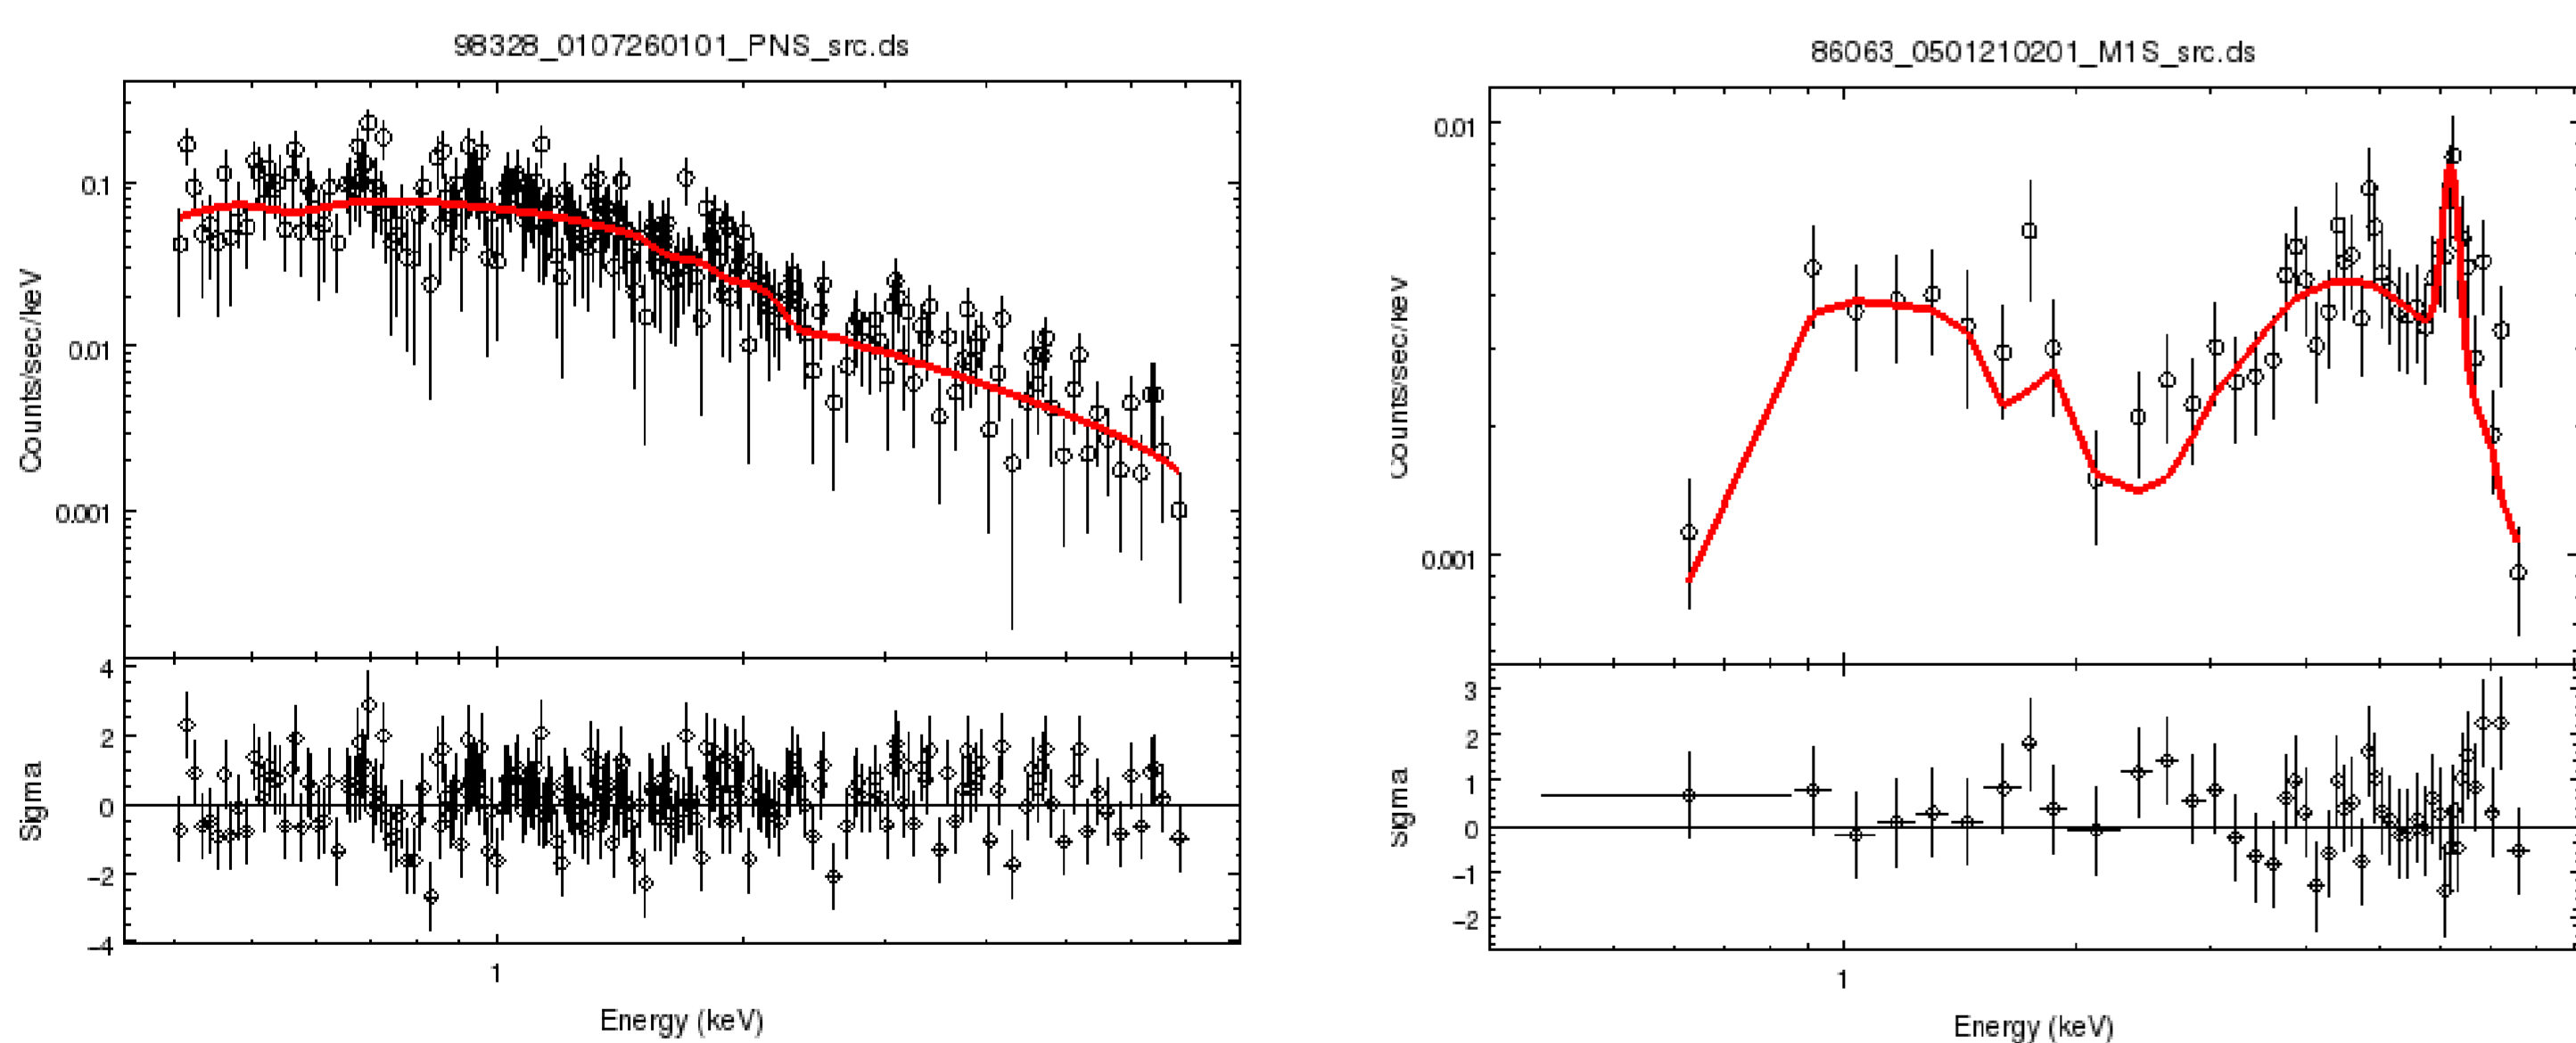 98328_0107260101_PNS_src.ds
0.1
0.01
0.001
Counts/sec/keV
4
2
0
−2
−4
Sigma
1
Energy (keV)
86063_0501210201_M1S_src.ds
0.01
0.001
Counts/sec/keV
3
2
1
0
−1
−2
Sigma
1
Energy (keV)